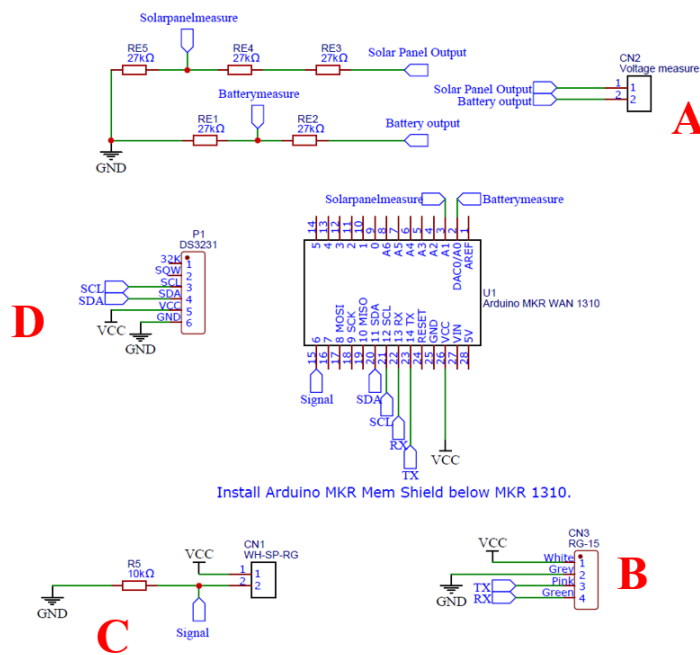 Solarpanelmeasure
RE5
27kΩ
RE4
27kΩ
RE3
27kΩ
Solar Panel Output
Batterymeasure
RE1
27kΩ
RE2
27kΩ
Battery output
GND
CN2
Voltage measure
Solar Panel Output 1 1
Battery output 2 2
A
P1
DS3231
32K 1
SQW 2
SCL SCL 3
SDA SDA 4
VCC 5
GND 6
VCC
GND
D
Solarpanelmeasure
Batterymeasure
14 13 12 11 10 9 8 7 6 5 4 3 2 1
5 4 3 2 1 0 A6 A5 A4 A3 A2 A1 DAC0/A0 AREF
U1
Arduino MKR WAN 1310
6 7 8 MOSI 9 SCK 10 MISO 11 SDA 12 SCL 13 RX 14 TX RESET GND VCC VIN 5V
15 16 17 18 19 20 21 22 23 24 25 26 27 28
Signal
SDA
SCL
RX
TX
VCC
Install Arduino MKR Mem Shield below MKR 1310.
CN1
WH-SP-RG
VCC
1 1
2 2
R5
10kΩ
GND
Signal
C
CN3
RG-15
VCC
White 1
Grey 2
TX Pink 3
RX Green 4
GND
B